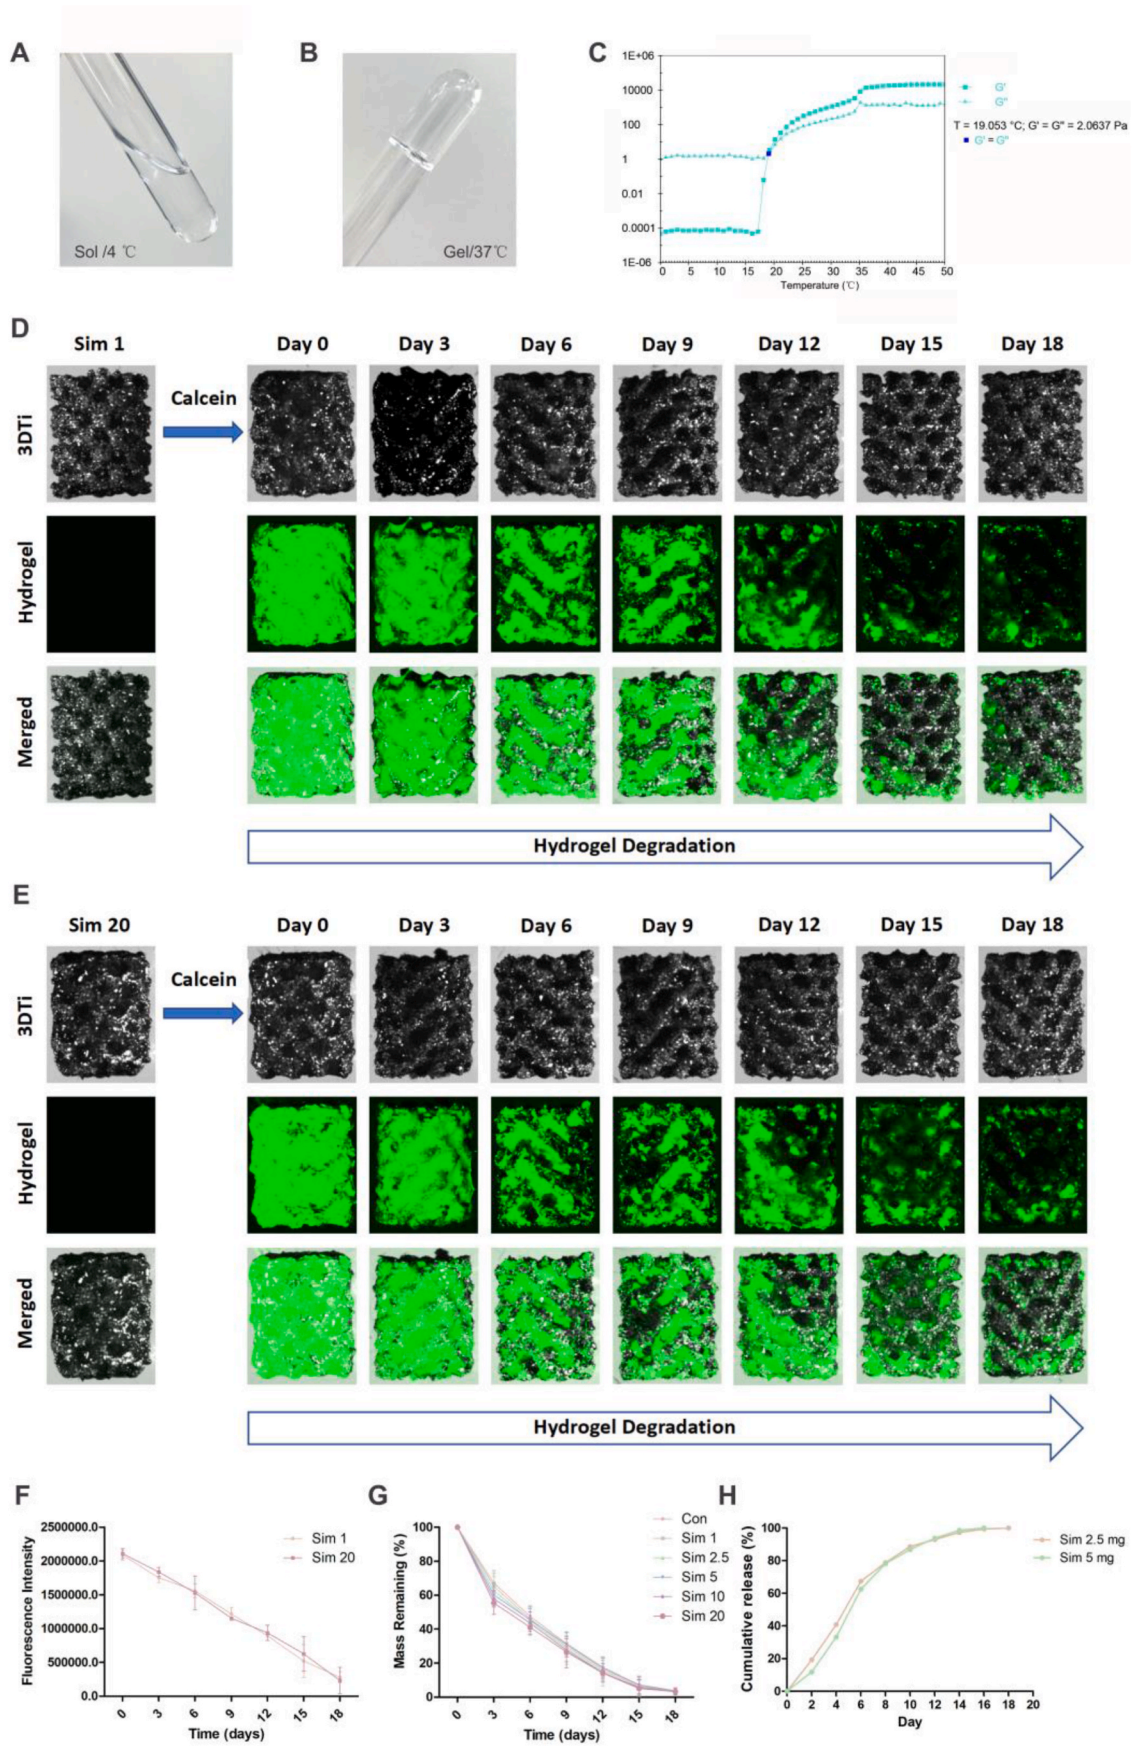 A
Sol /4 ℃
B
Gel/37℃
C
1E+06
10000
100
1
0.01
0.0001
1E-06
0 5 10 15 20 25 30 35 40 45 50
Temperature (℃)
G'
G''
T = 19.053 °C; G' = G'' = 2.0637 Pa
G' = G''
D
Sim 1
Day 0 Day 3 Day 6 Day 9 Day 12 Day 15 Day 18
3DTi
Calcein
Hydrogel
Merged
Hydrogel Degradation
E
Sim 20
Day 0 Day 3 Day 6 Day 9 Day 12 Day 15 Day 18
3DTi
Calcein
Hydrogel
Merged
Hydrogel Degradation
F
Fluorescence Intensity
2500000.0
2000000.0
1500000.0
1000000.0
500000.0
0.0
0 3 6 9 12 15 18
Time (days)
Sim 1
Sim 20
G
Mass Remaining (%)
100
80
60
40
20
0
0 3 6 9 12 15 18
Time (days)
Con
Sim 1
Sim 2.5
Sim 5
Sim 10
Sim 20
H
Cumulative release (%)
100
80
60
40
20
0
0 2 4 6 8 10 12 14 16 18 20
Day
Sim 2.5 mg
Sim 5 mg